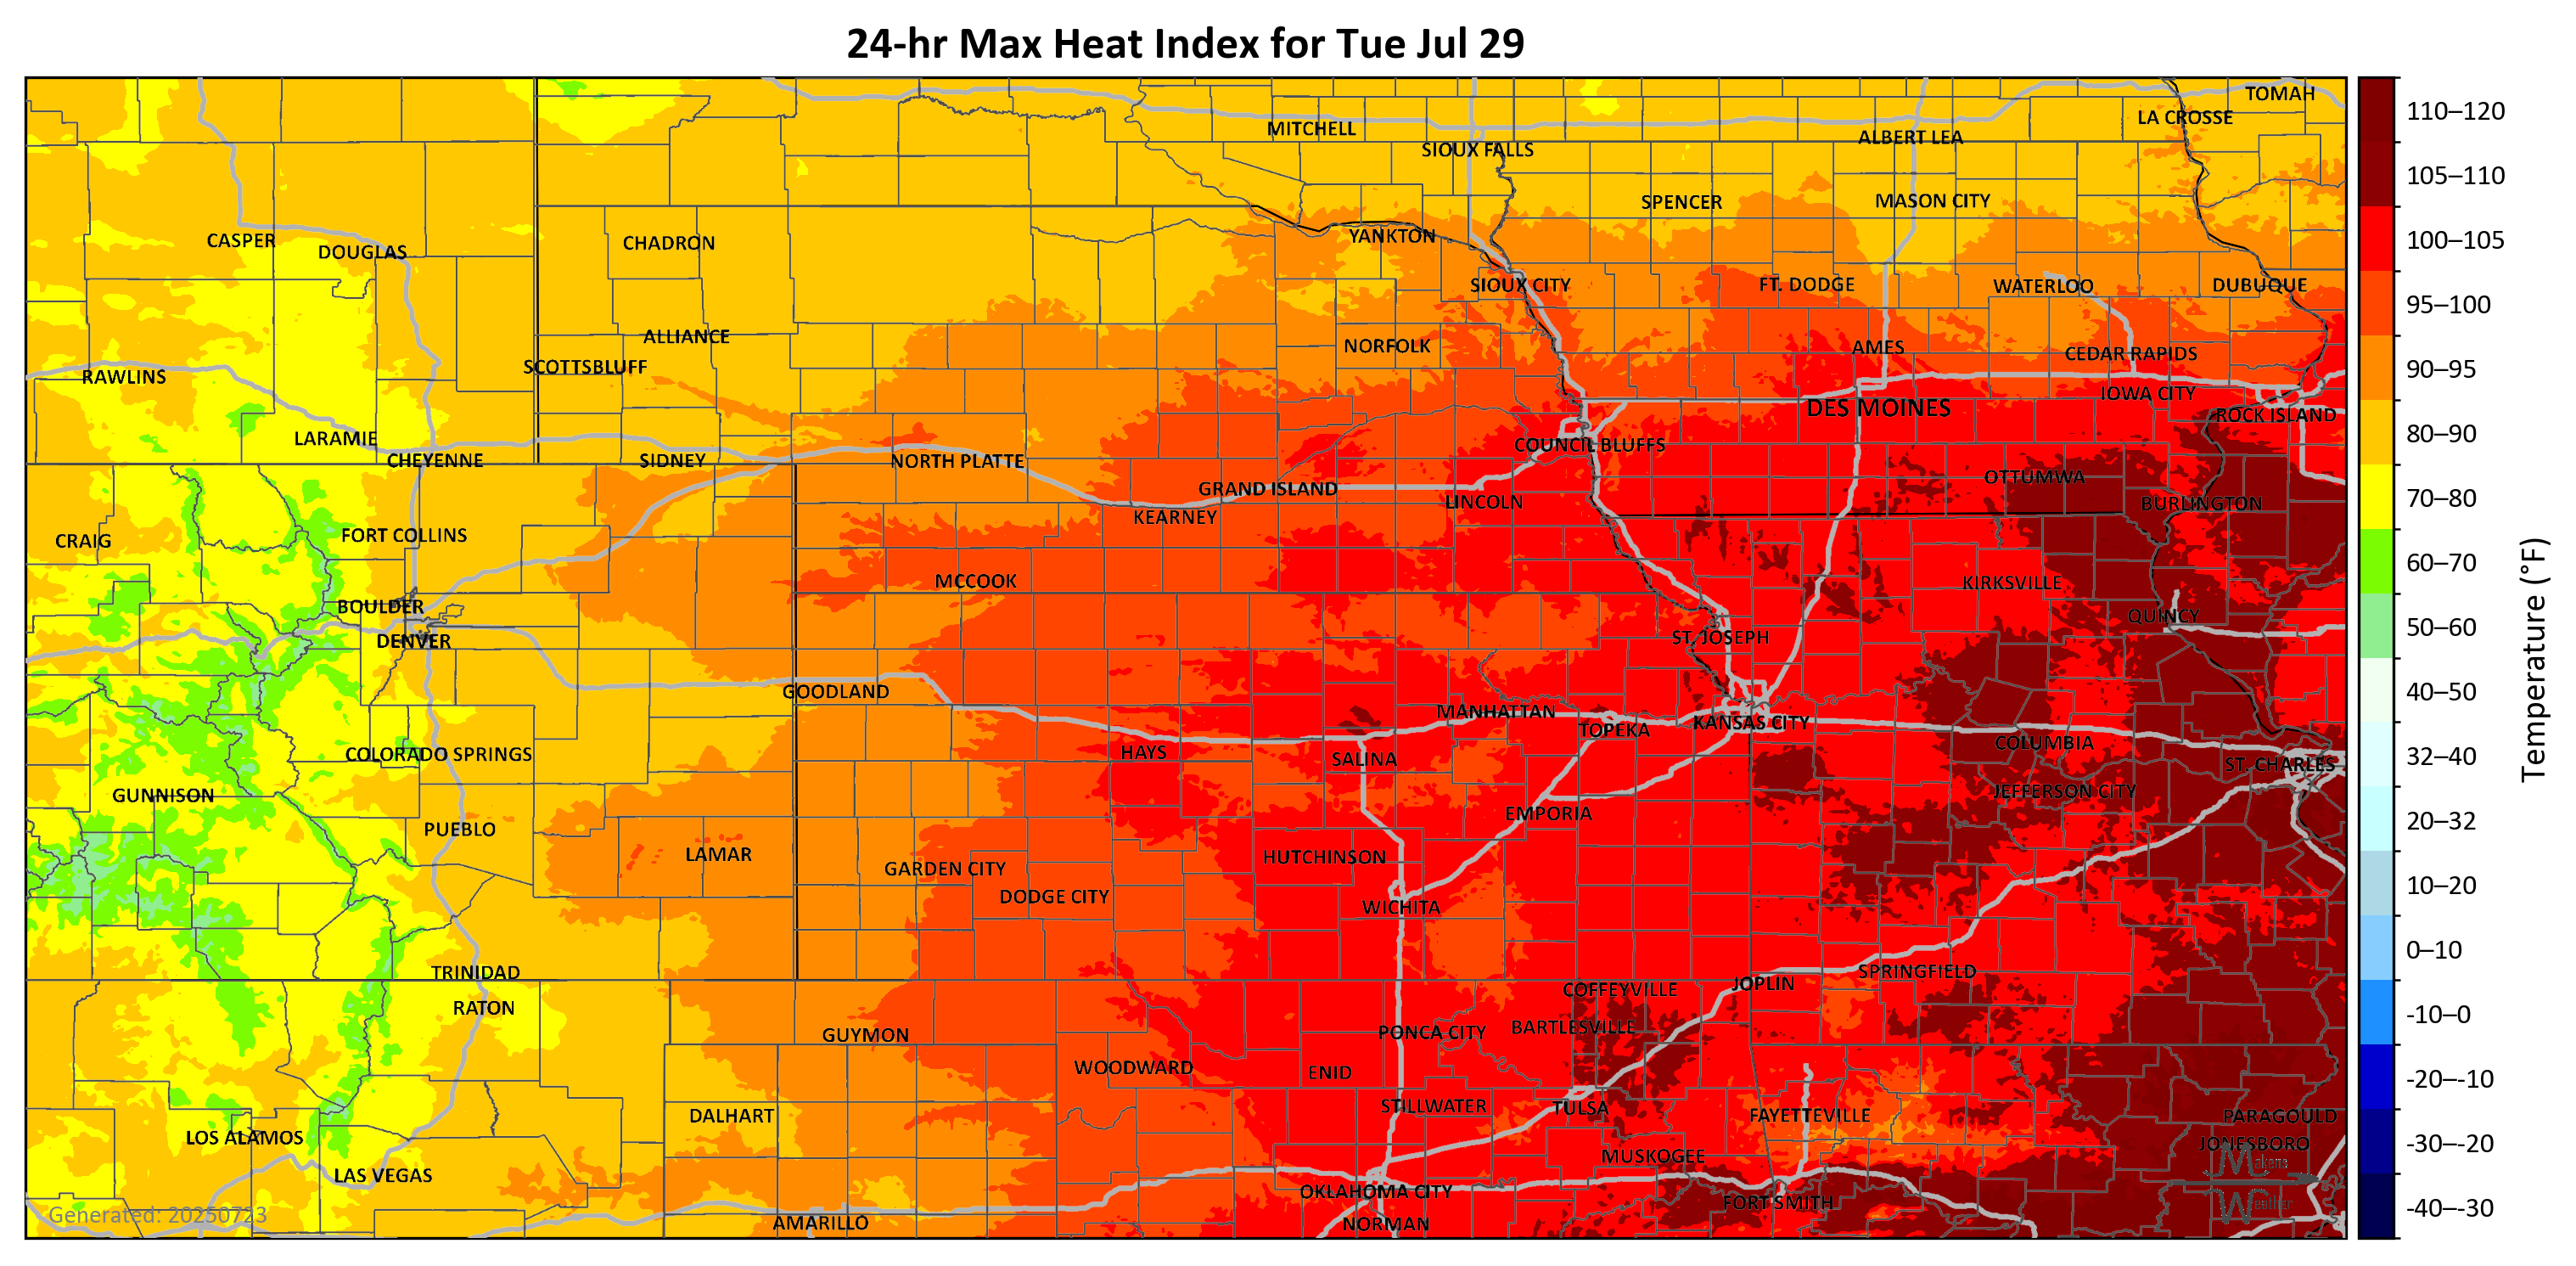 24-hr Max Heat Index for Tue Jul 29
TOMAH
LA CROSSE
MITCHELL
ALBERT LEA
SIOUX FALLS
SPENCER
MASON CITY
YANKTON
CASPER
DOUGLAS
CHADRON
SIOUX CITY
FT. DODGE
WATERLOO
DUBUQUE
ALLIANCE
NORFOLK
AMES
CEDAR RAPIDS
SCOTTSBLUFF
RAWLINS
IOWA CITY
DES MOINES
ROCK ISLAND
LARAMIE
COUNCIL BLUFFS
CHEYENNE
SIDNEY
NORTH PLATTE
OTTUMWA
GRAND ISLAND
LINCOLN
BURLINGTON
KEARNEY
FORT COLLINS
CRAIG
MCCOOK
KIRKSVILLE
BOULDER
QUINCY
DENVER
ST. JOSEPH
GOODLAND
MANHATTAN
TOPEKA
KANSAS CITY
COLUMBIA
COLORADO SPRINGS
HAYS
SALINA
ST. CHARLES
GUNNISON
JEFFERSON CITY
EMPORIA
PUEBLO
LAMAR
HUTCHINSON
GARDEN CITY
DODGE CITY
WICHITA
TRINIDAD
SPRINGFIELD
JOPLIN
COFFEYVILLE
RATON
GUYMON
PONCA CITY
BARTLESVILLE
WOODWARD
ENID
STILLWATER
TULSA
DALHART
FAYETTEVILLE
PARAGOULD
LOS ALAMOS
JONESBORO
MUSKOGEE
Makens
LAS VEGAS
OKLAHOMA CITY
FORT SMITH
Weather
Generated: 20250723
AMARILLO
NORMAN
110–120
105–110
100–105
95–100
90–95
80–90
70–80
60–70
50–60
40–50
32–40
20–32
10–20
0–10
-10–0
-20–-10
-30–-20
-40–-30
Temperature (°F)